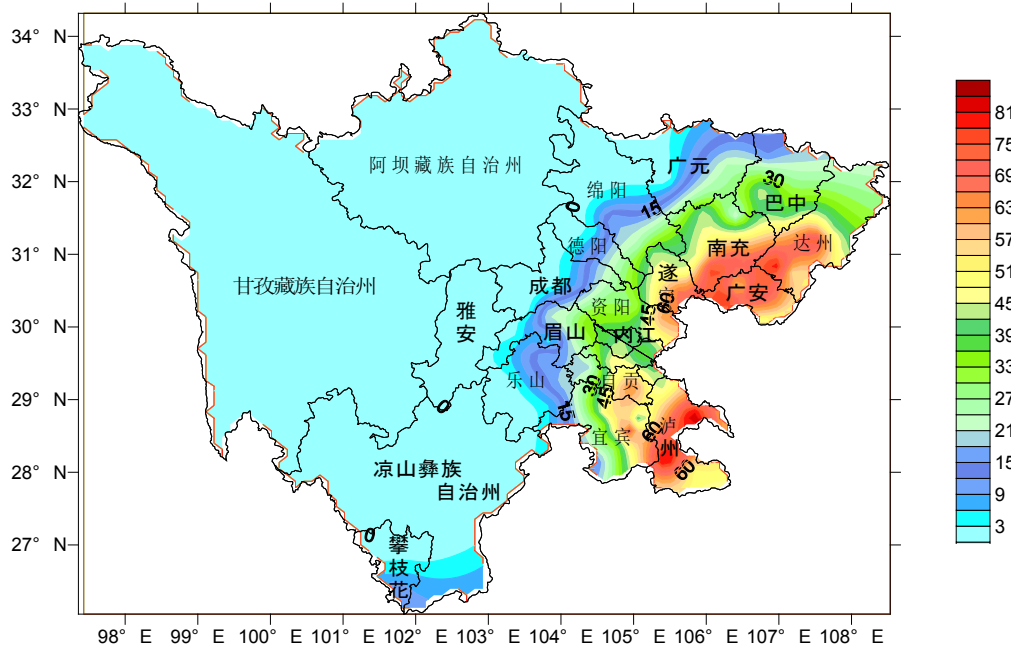 34° N
33° N
32° N
31° N
30° N
29° N
28° N
27° N
阿坝藏族自治州
绵阳
广元
15
30
巴中
0
德阳
南充
达州
甘孜藏族自治州
成都
遂宁
广安
雅安
资阳
45
60
眉山
内江
乐山
自贡
30
45
0
15
宜宾
60
泸州
60
凉山彝族
自治州
0
攀枝花
98° E 99° E 100° E 101° E 102° E 103° E 104° E 105° E 106° E 107° E 108° E
81
75
69
63
57
51
45
39
33
27
21
15
9
3